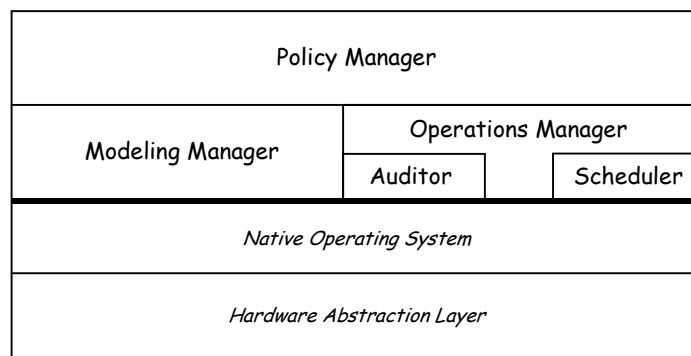 Policy Manager
Modeling Manager
Operations Manager
Auditor
Scheduler
Native Operating System
Hardware Abstraction Layer